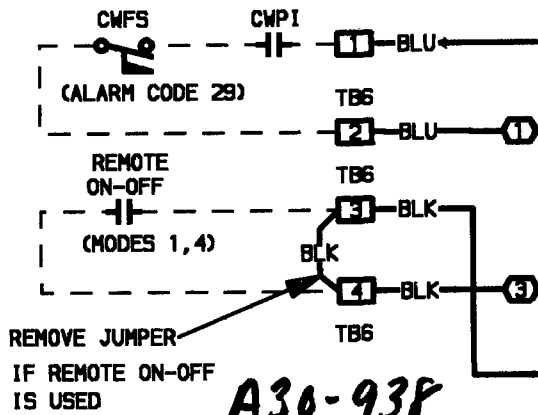 CWFS CWPI
1 BLU
(ALARM CODE 29)
TB6
2 BLU 1
REMOTE
ON-OFF
TB6
3 BLK
(MODES 1,4)
BLK
4 BLK 3
REMOVE JUMPER
TB6
IF REMOTE ON-OFF
IS USED
A30-938